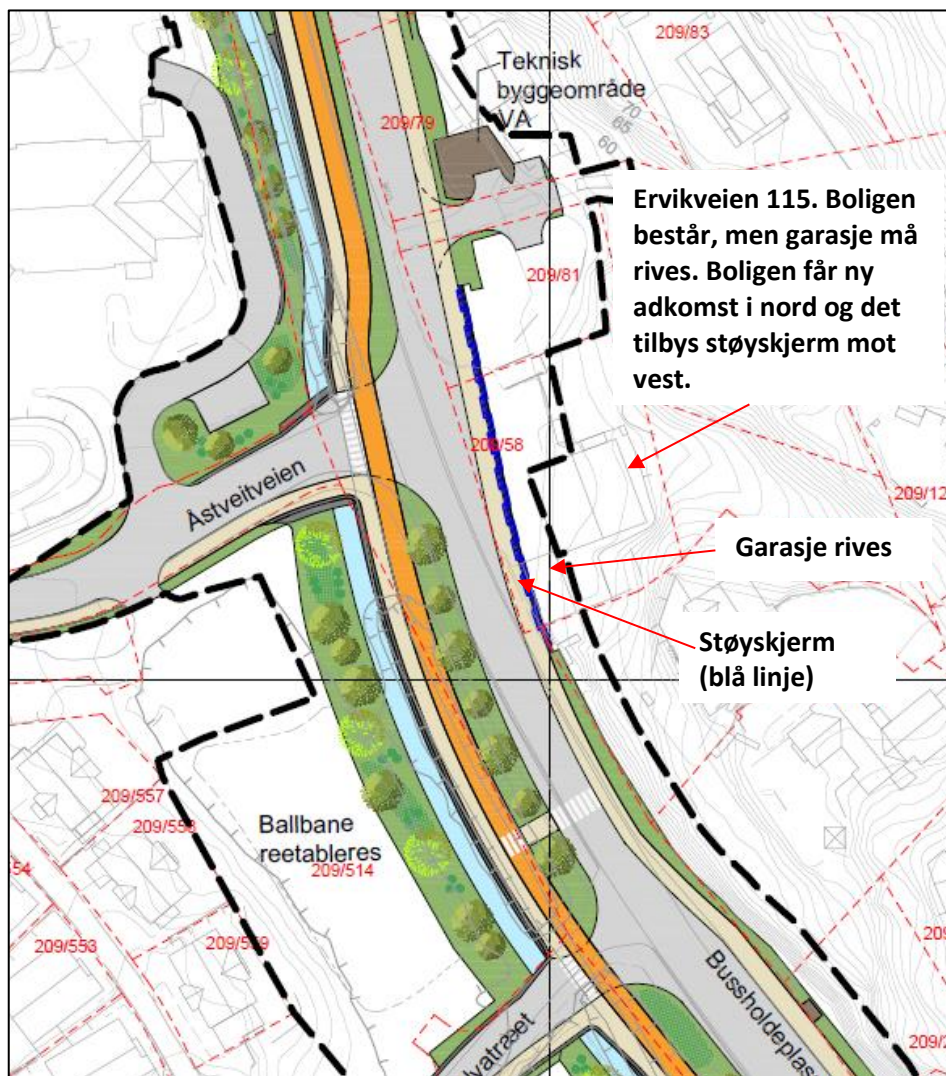 209/83
Teknisk
byggeområde
VA
70
65
60
209/79
Ervikveien 115. Boligen
består, men garasje må
rives. Boligen får ny
adkomst i nord og det
tilbys støyskjerm mot
vest.
209/81
209/58
209/12
Åstveitveien
Garasje rives
Støyskjerm
(blå linje)
209/557
209/558
Ballbane
reetableres
209/514
54
209/553
209/559
Bussholdeplass